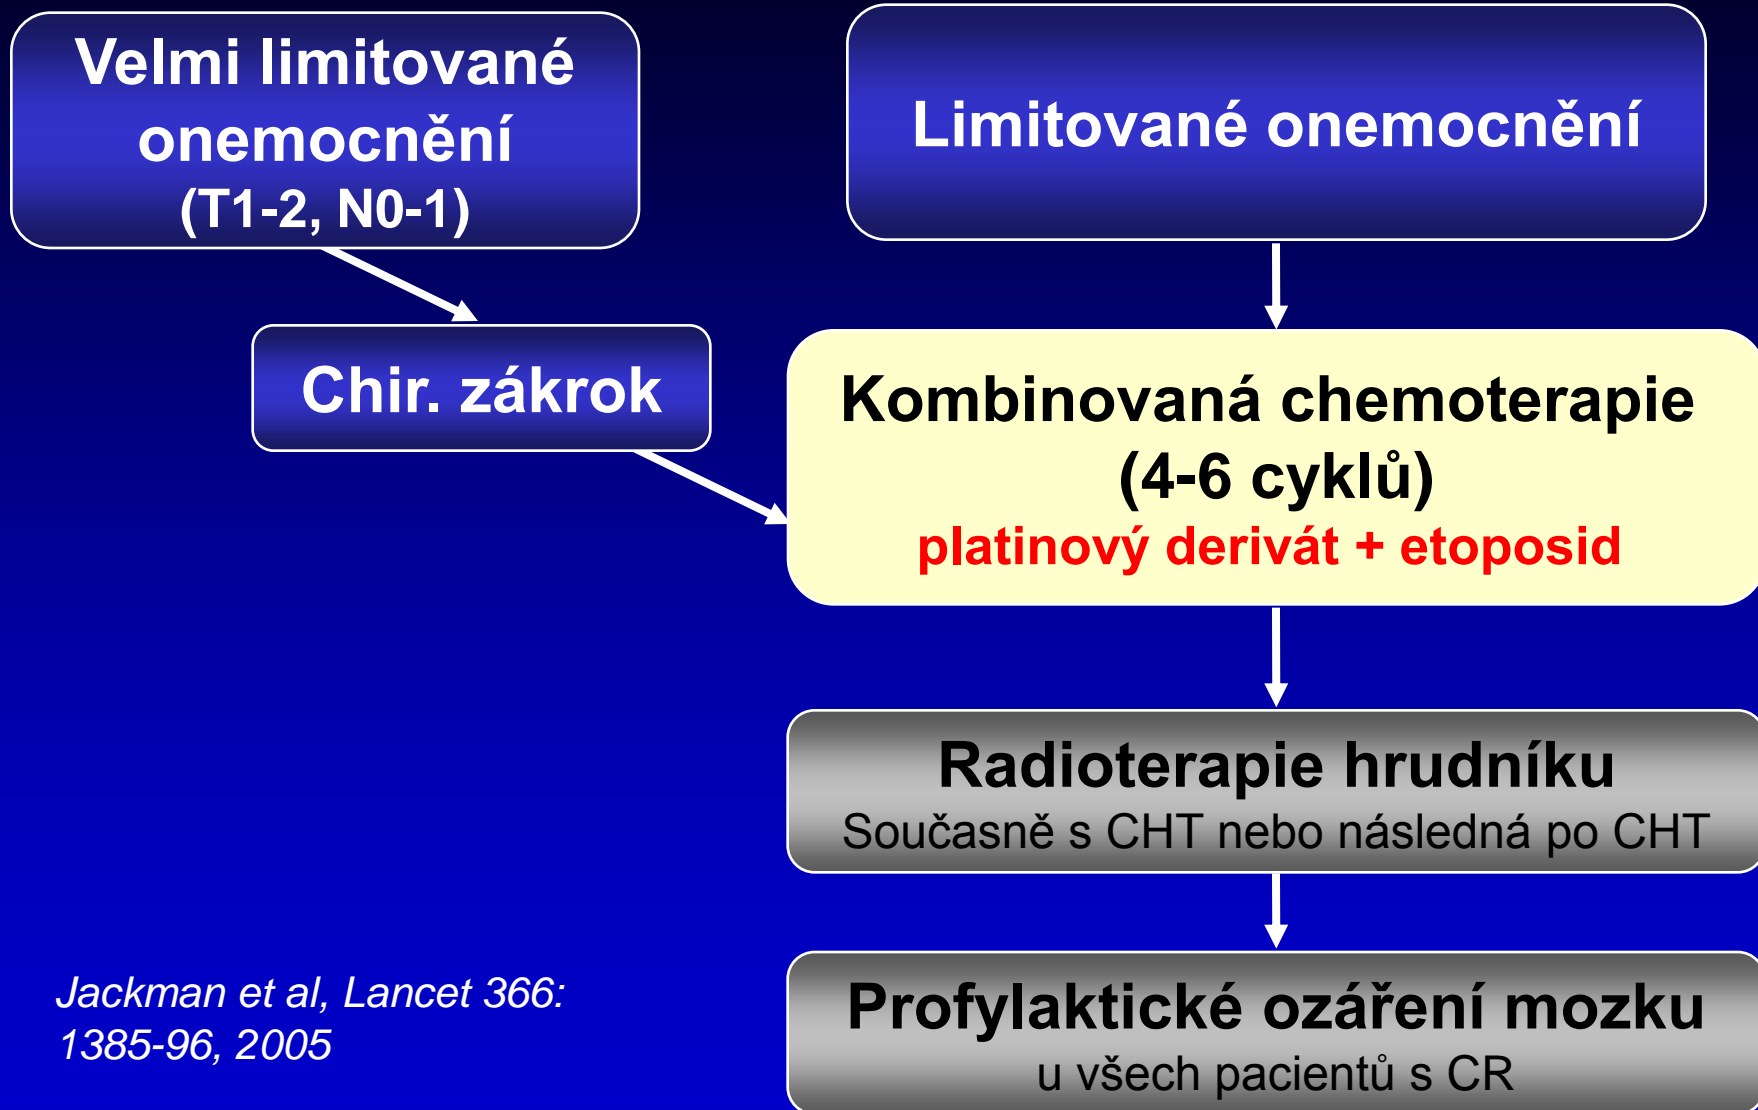 Velmi limitované
onemocnění
(T1-2, N0-1)
Limitované onemocnění
Chir. zákrok
Kombinovaná chemoterapie
(4-6 cyklů)
platinový derivát + etoposid
Radioterapie hrudníku
Současně s CHT nebo následná po CHT
Profylaktické ozáření mozku
u všech pacientů s CR
Jackman et al, Lancet 366:
1385-96, 2005